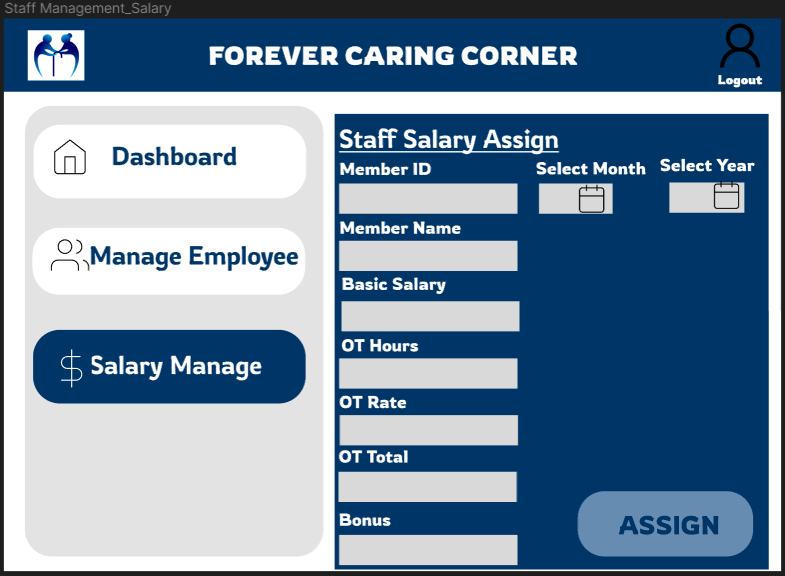 Staff Management_Salary
FOREVER CARING CORNER
Logout
Dashboard
Manage Employee
Salary Manage
Staff Salary Assign
Member ID
Select Month
Select Year
Member Name
Basic Salary
OT Hours
OT Rate
OT Total
Bonus
ASSIGN